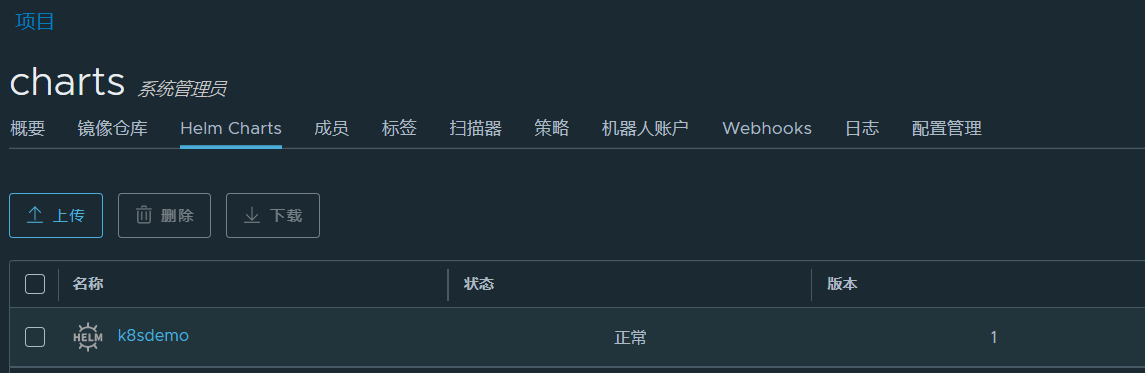 项目
charts 系统管理员
概要 镜像仓库 Helm Charts 成员 标签 扫描器 策略 机器人账户 Webhooks 日志 配置管理
上传 删除 下载
名称 状态 版本
HELM k8sdemo 正常 1